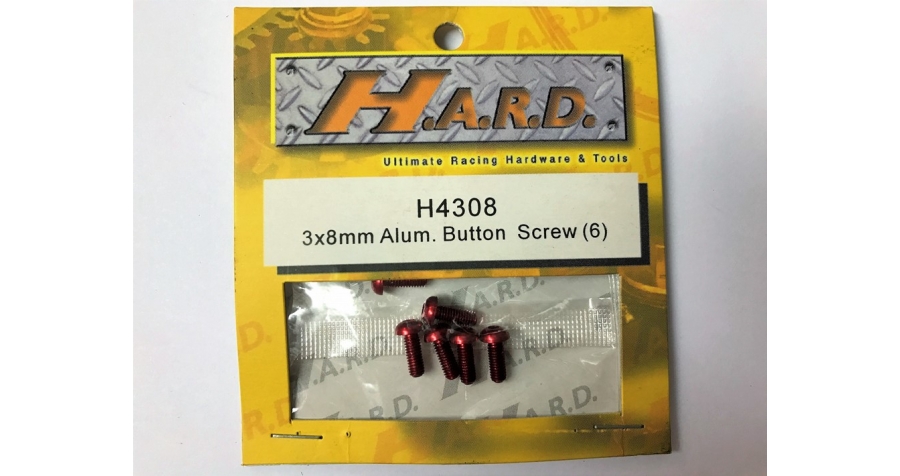 H.A.R.D.
Ultimate Racing Hardware & Tools
H4308
3x8mm Alum. Button Screw (6)
H.A.R.D.
H.A.R.D.
H.A.R.D.